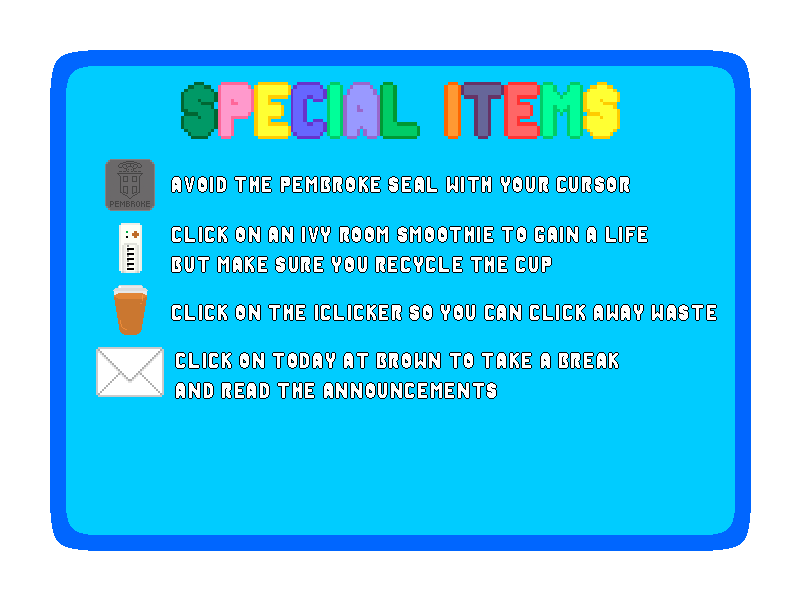 SPECIAL ITEMS
PEMBROKE
AVOID THE PEMBROKE SEAL WITH YOUR CURSOR
CLICK ON AN IVY ROOM SMOOTHIE TO GAIN A LIFE
BUT MAKE SURE YOU RECYCLE THE CUP
CLICK ON THE ICLICKER SO YOU CAN CLICK AWAY WASTE
CLICK ON TODAY AT BROWN TO TAKE A BREAK
AND READ THE ANNOUNCEMENTS